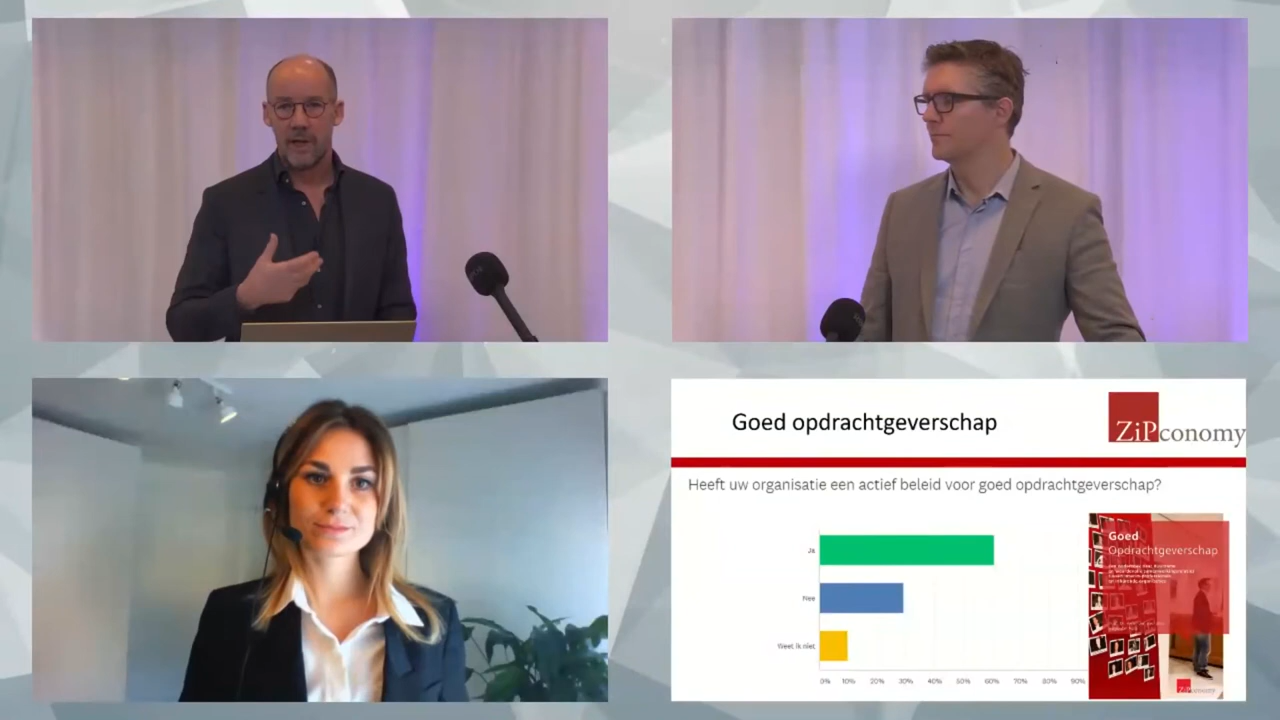 Goed opdrachtgeverschap
ZiPconomy
Heeft uw organisatie een actief beleid voor goed opdrachtgeverschap?
Ja
Nee
Weet ik niet
0% 10% 20% 30% 40% 50% 60% 70% 80% 90%
Goed
Opdrachtgeverschap
ZiPconomy